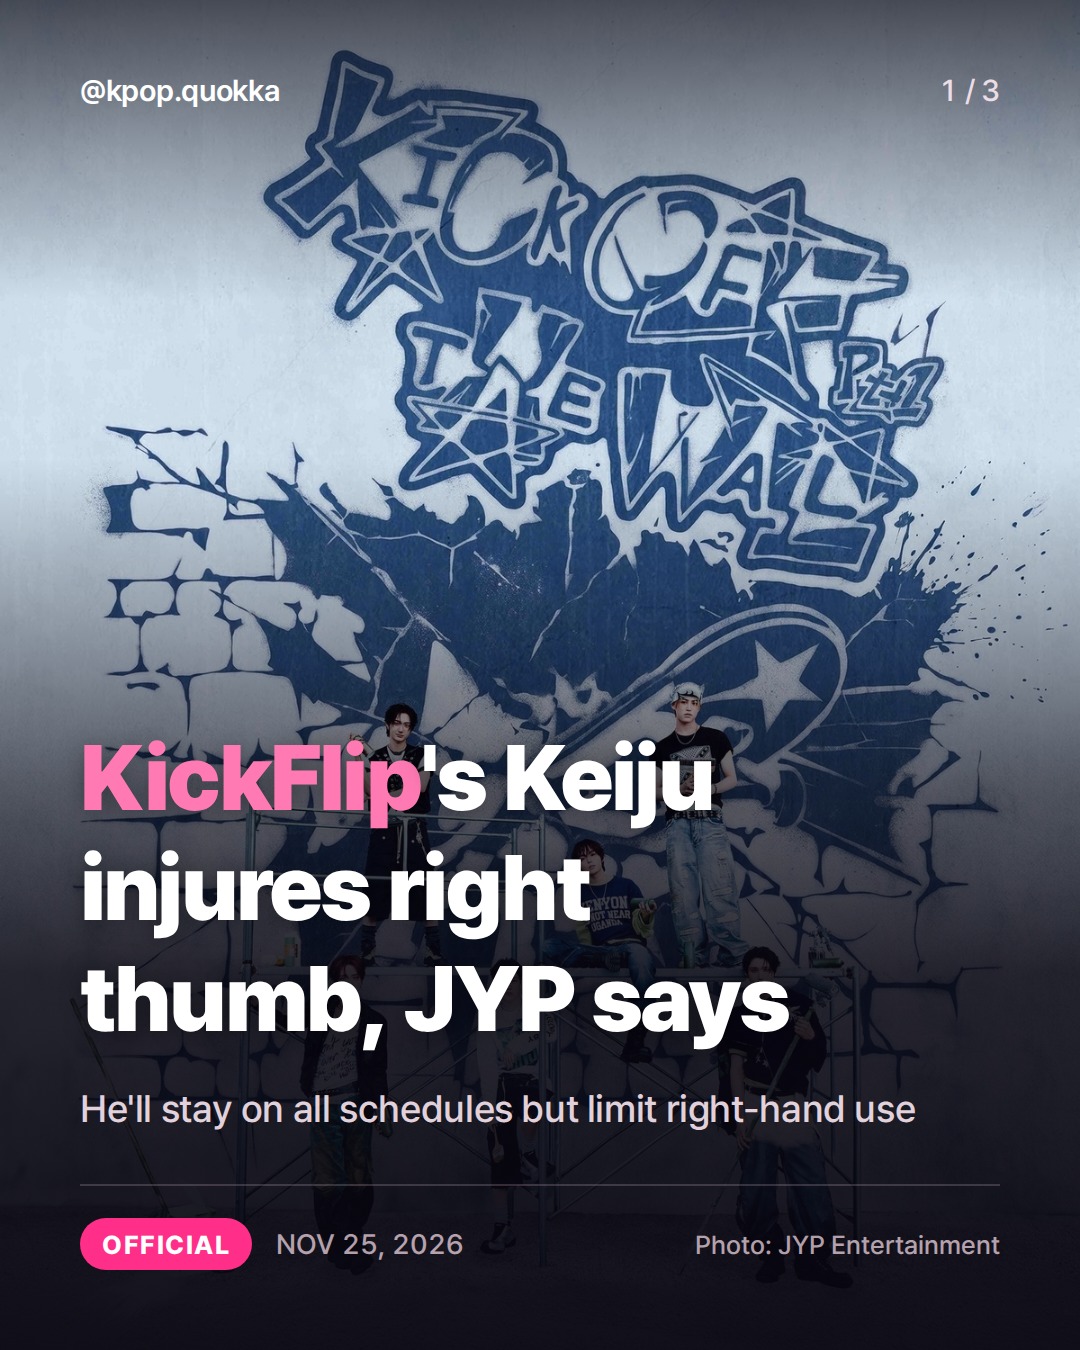 @kpop.quokka
1 / 3
KICK OFF
THE WALL
Pt.1
KickFlip's Keiju
injures right
thumb, JYP says
He'll stay on all schedules but limit right-hand use
OFFICIAL
NOV 25, 2026
Photo: JYP Entertainment